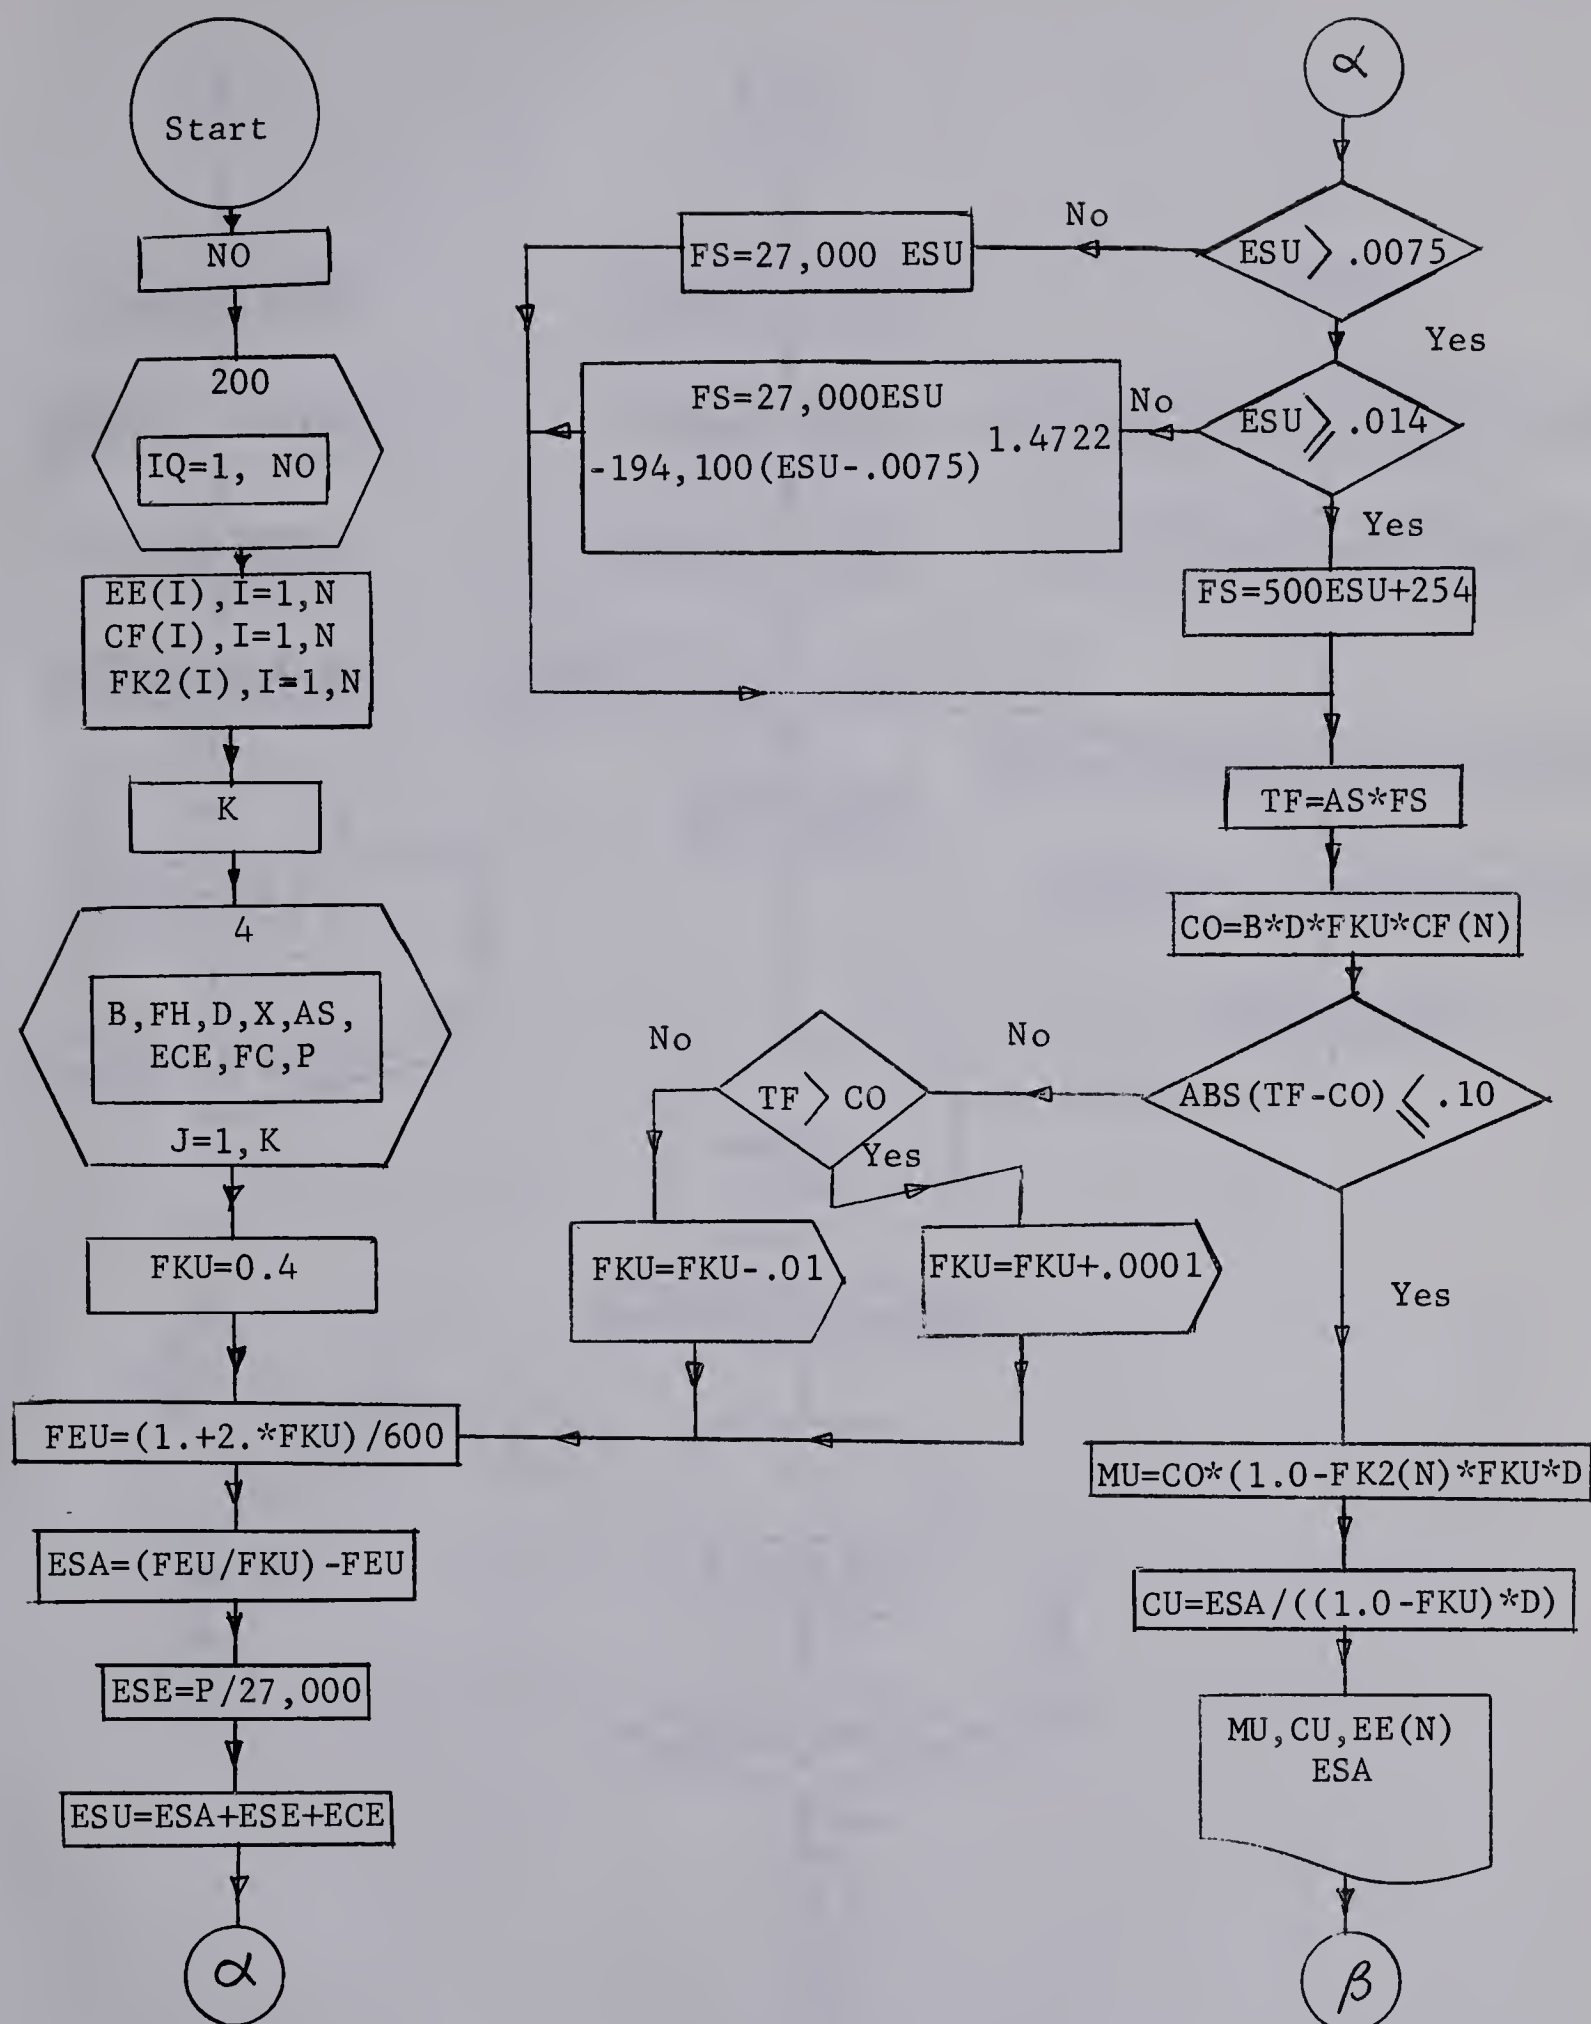 Start
NO
200
IQ=1, NO
EE(I),I=1,N
CF(I),I=1,N
FK2(I),I=1,N
K
4
B,FH,D,X,AS,
ECE,FC,P
J=1,K
FKU=0.4
FEU=(1.+2.*FKU)/600
ESA=(FEU/FKU)-FEU
ESE=P/27,000
ESU=ESA+ESE+ECE
α
α
ESU > .0075
No
FS=27,000 ESU
Yes
ESU ⩾ .014
No
FS=27,000ESU
-194,100(ESU-.0075)1.4722
Yes
FS=500ESU+254
TF=AS*FS
CO=B*D*FKU*CF(N)
ABS(TF-CO) ⩽ .10
No
TF > CO
No
Yes
FKU=FKU-.01
FKU=FKU+.0001
Yes
MU=CO*(1.0-FK2(N)*FKU*D
CU=ESA/((1.0-FKU)*D)
MU,CU,EE(N)
ESA
β